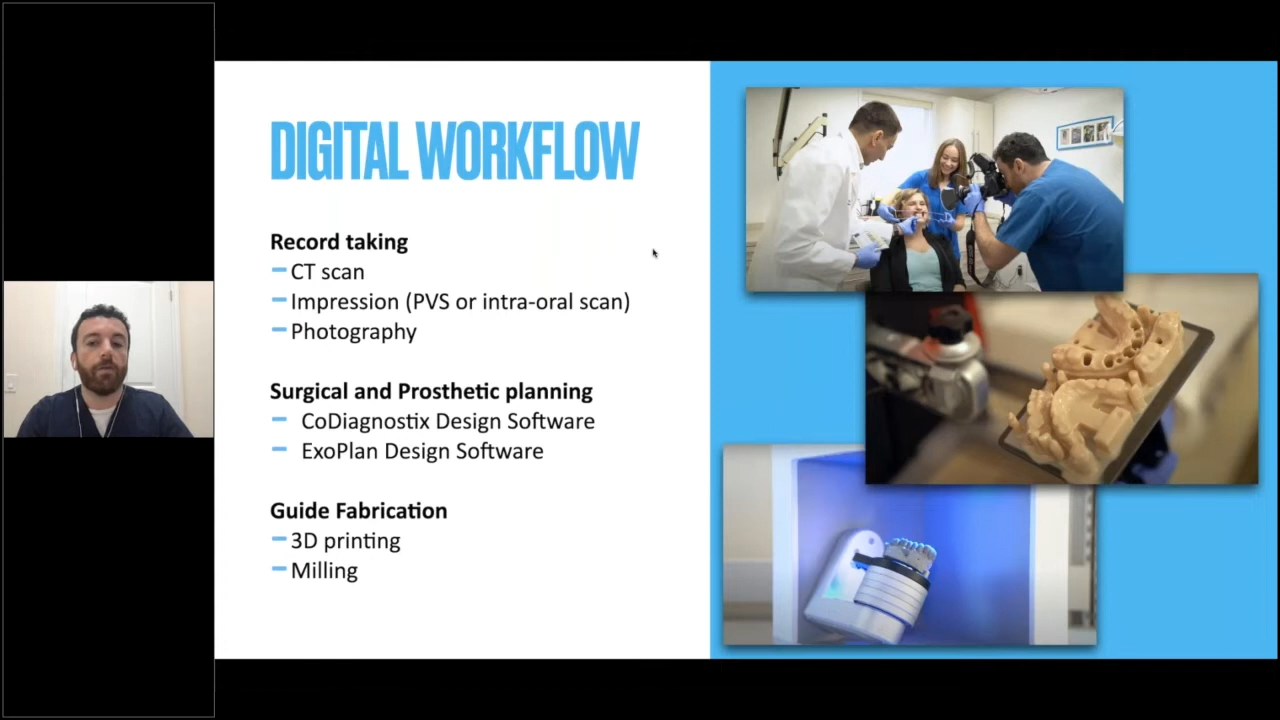 DIGITAL WORKFLOW
Record taking
CT scan
Impression (PVS or intra-oral scan)
Photography
Surgical and Prosthetic planning
CoDiagnostix Design Software
ExoPlan Design Software
Guide Fabrication
3D printing
Milling